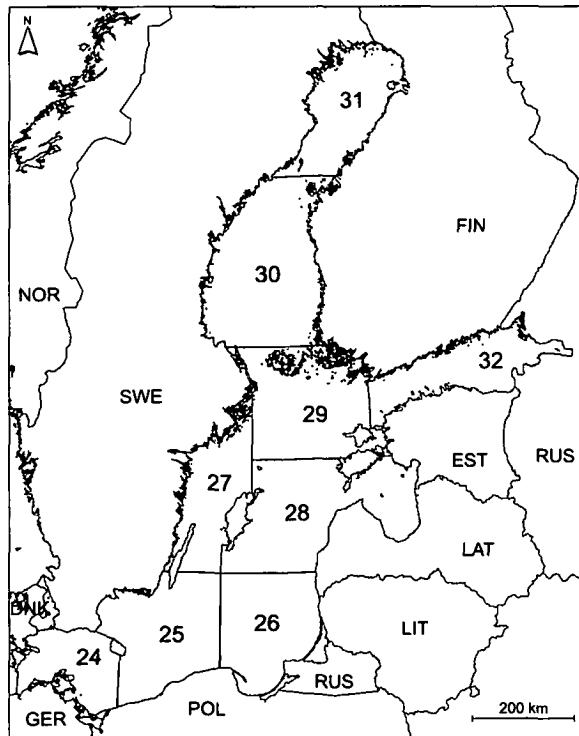 N
31
FIN
30
NOR
32
SWE
29
27
EST
RUS
28
LAT
DNK
25
26
LIT
24
RUS
POL
GER
200 km